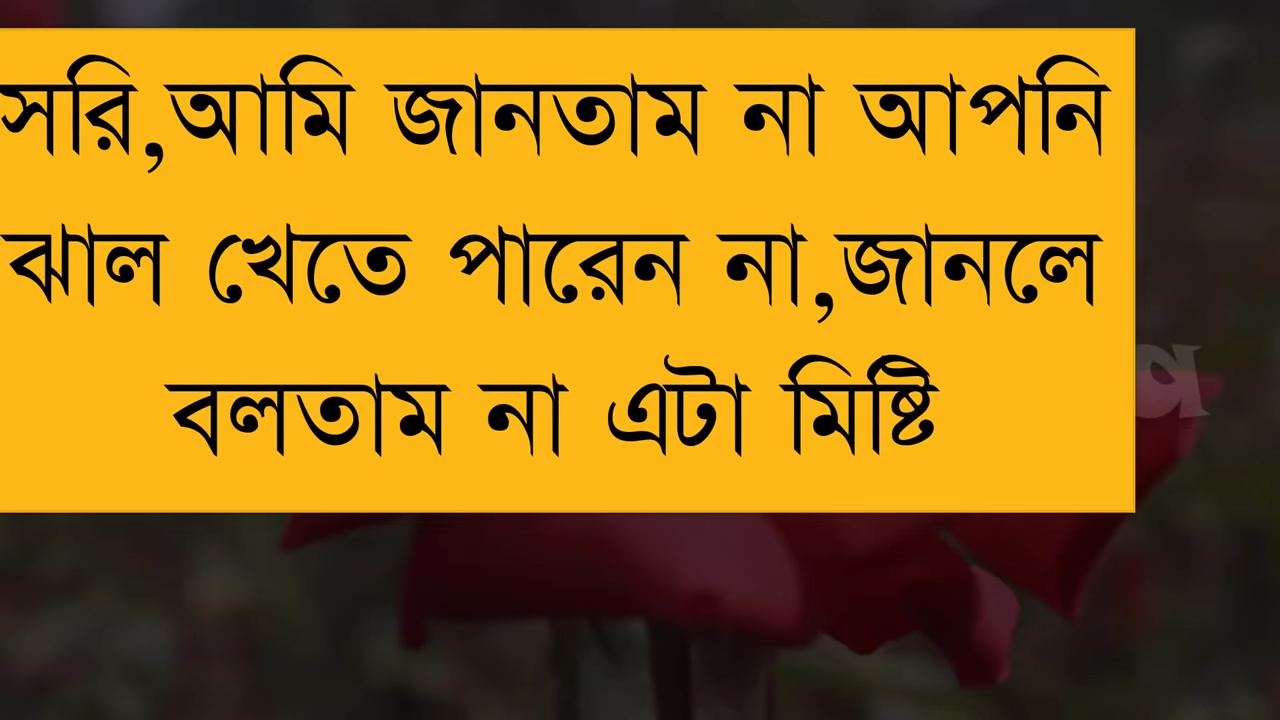 সরি,আমি জানতাম না আপনি
ঝাল খেতে পারেন না,জানলে
বলতাম না এটা মিষ্টি